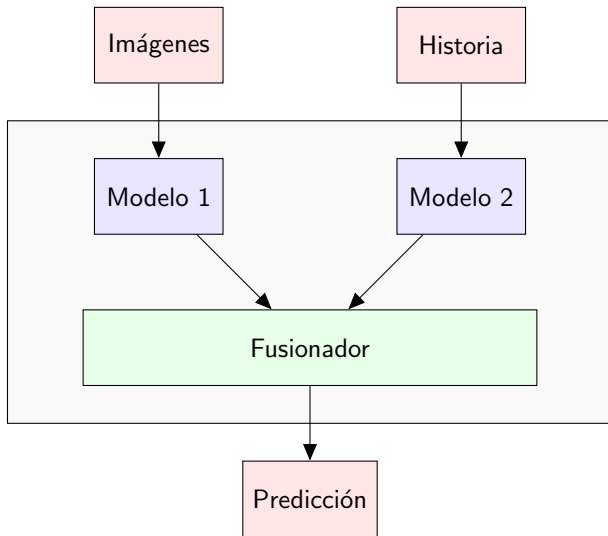 Imágenes
Historia
Modelo 1
Modelo 2
Fusionador
Predicción